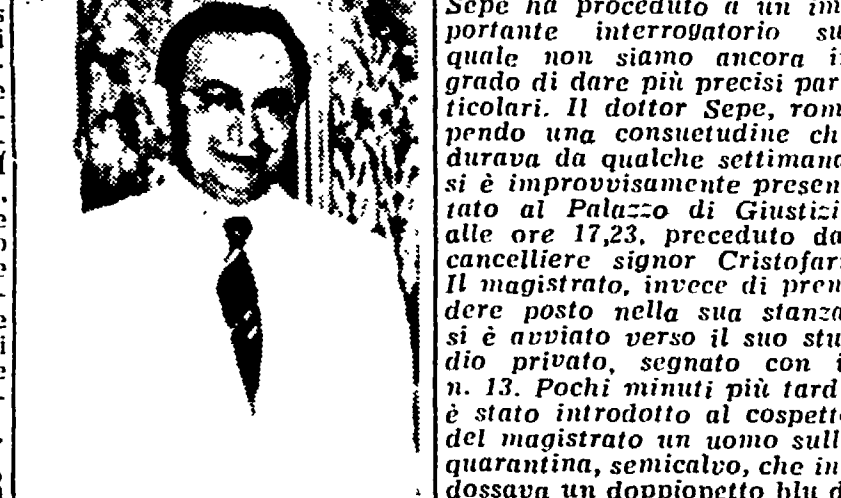 Sepe ha proceduto a un im
portante interrogatorio su
quale non siamo ancora i
grado di dare più precisi par
ticolari. Il dottor Sepe, rom
pendo una consuetudine ch
durava da qualche settimana
si è improvvisamente presen
tato al Palazzo di Giustizi
alle ore 17,23, preceduto da
cancelliere signor Cristofar
Il magistrato, invece di pren
dere posto nella sua stanza
si è avviato verso il suo stu
dio privato, segnato con i
n. 13. Pochi minuti più tard
è stato introdotto al cospett
del magistrato un uomo sull
quarantina, semicalvo, che in
dossava un doppiopetto blu d